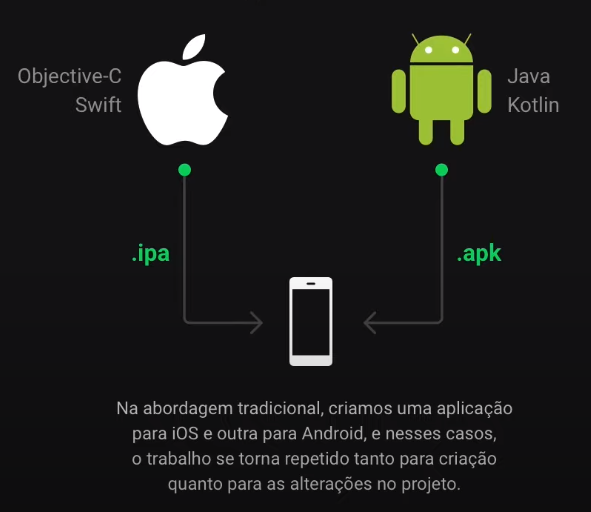 Objective-C
Swift
Java
Kotlin
.ipa
.apk
Na abordagem tradicional, criamos uma aplicação
para iOS e outra para Android, e nesses casos,
o trabalho se torna repetido tanto para criação
quanto para as alterações no projeto.